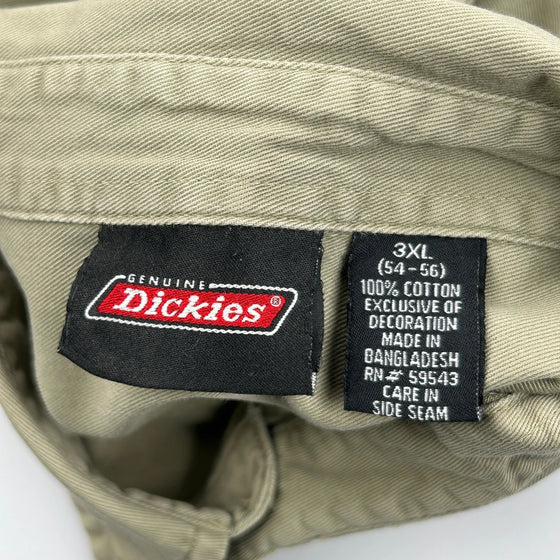 GENUINE
Dickies®
3XL
(54-56)
100% COTTON
EXCLUSIVE OF
DECORATION
MADE IN
BANGLADESH
RN# 59543
CARE IN
SIDE SEAM